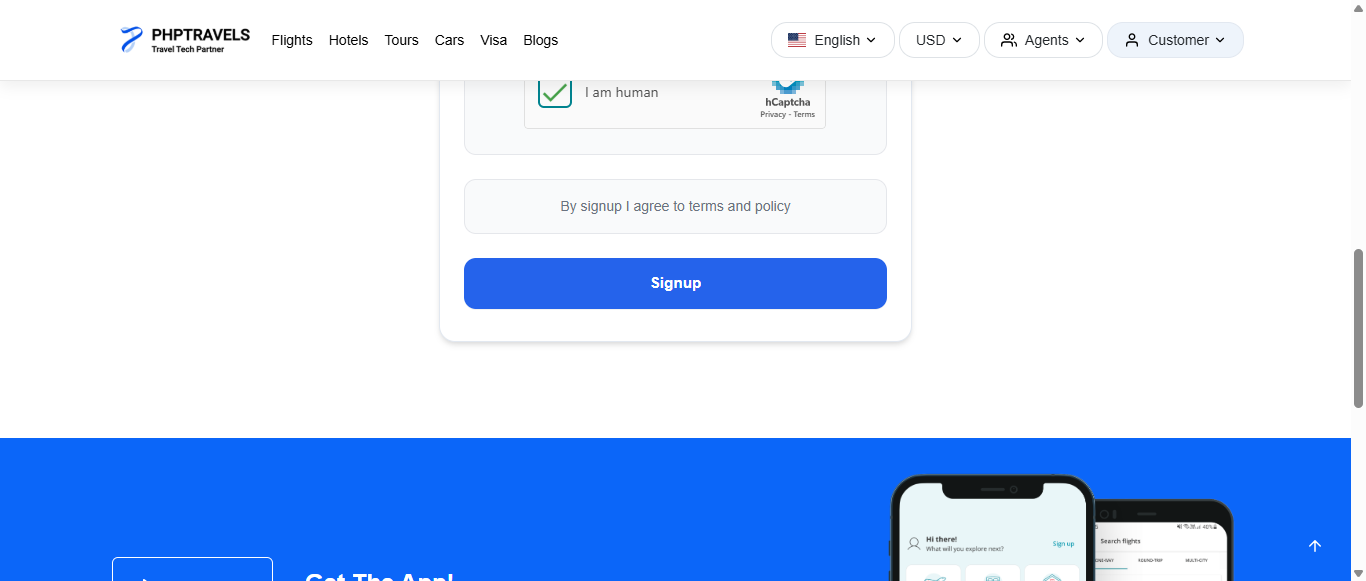 PHPTRAVELS
Travel Tech Partner
Flights Hotels Tours Cars Visa Blogs
English USD Agents Customer
I am human
hCaptcha
Privacy - Terms
By signup I agree to terms and policy
Signup
Hi there!
What will you explore next?
Sign up
Search flights
ONE-WAY ROUND-TRIP MULTI-CITY
Get The App!